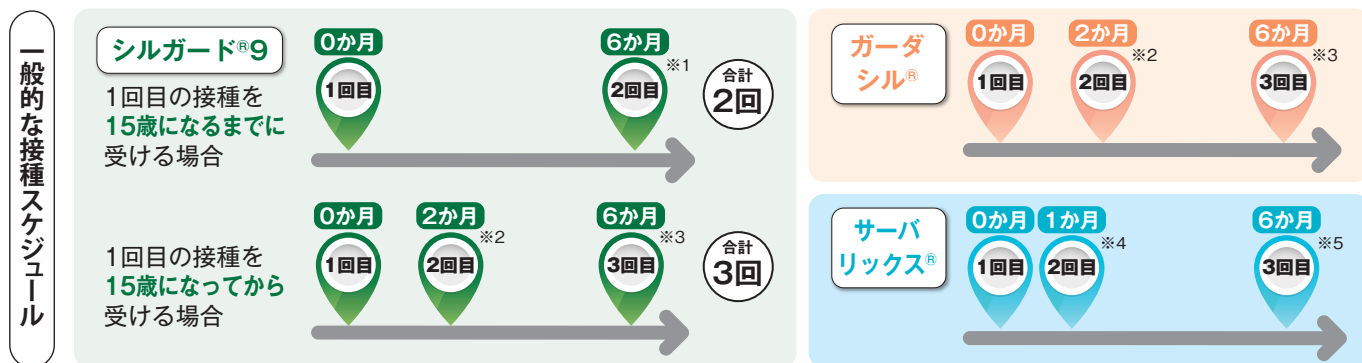 一般的な接種スケジュール
シルガード®9
1回目の接種を
15歳になるまでに
受ける場合
0か月
1回目
6か月
※1
2回目
合計
2回
1回目の接種を
15歳になってから
受ける場合
0か月
1回目
2か月
※2
2回目
6か月
※3
3回目
合計
3回
ガーダ
シル®
0か月
1回目
2か月
※2
2回目
6か月
※3
3回目
サーバ
リックス®
0か月
1回目
1か月
※4
2回目
6か月
※5
3回目